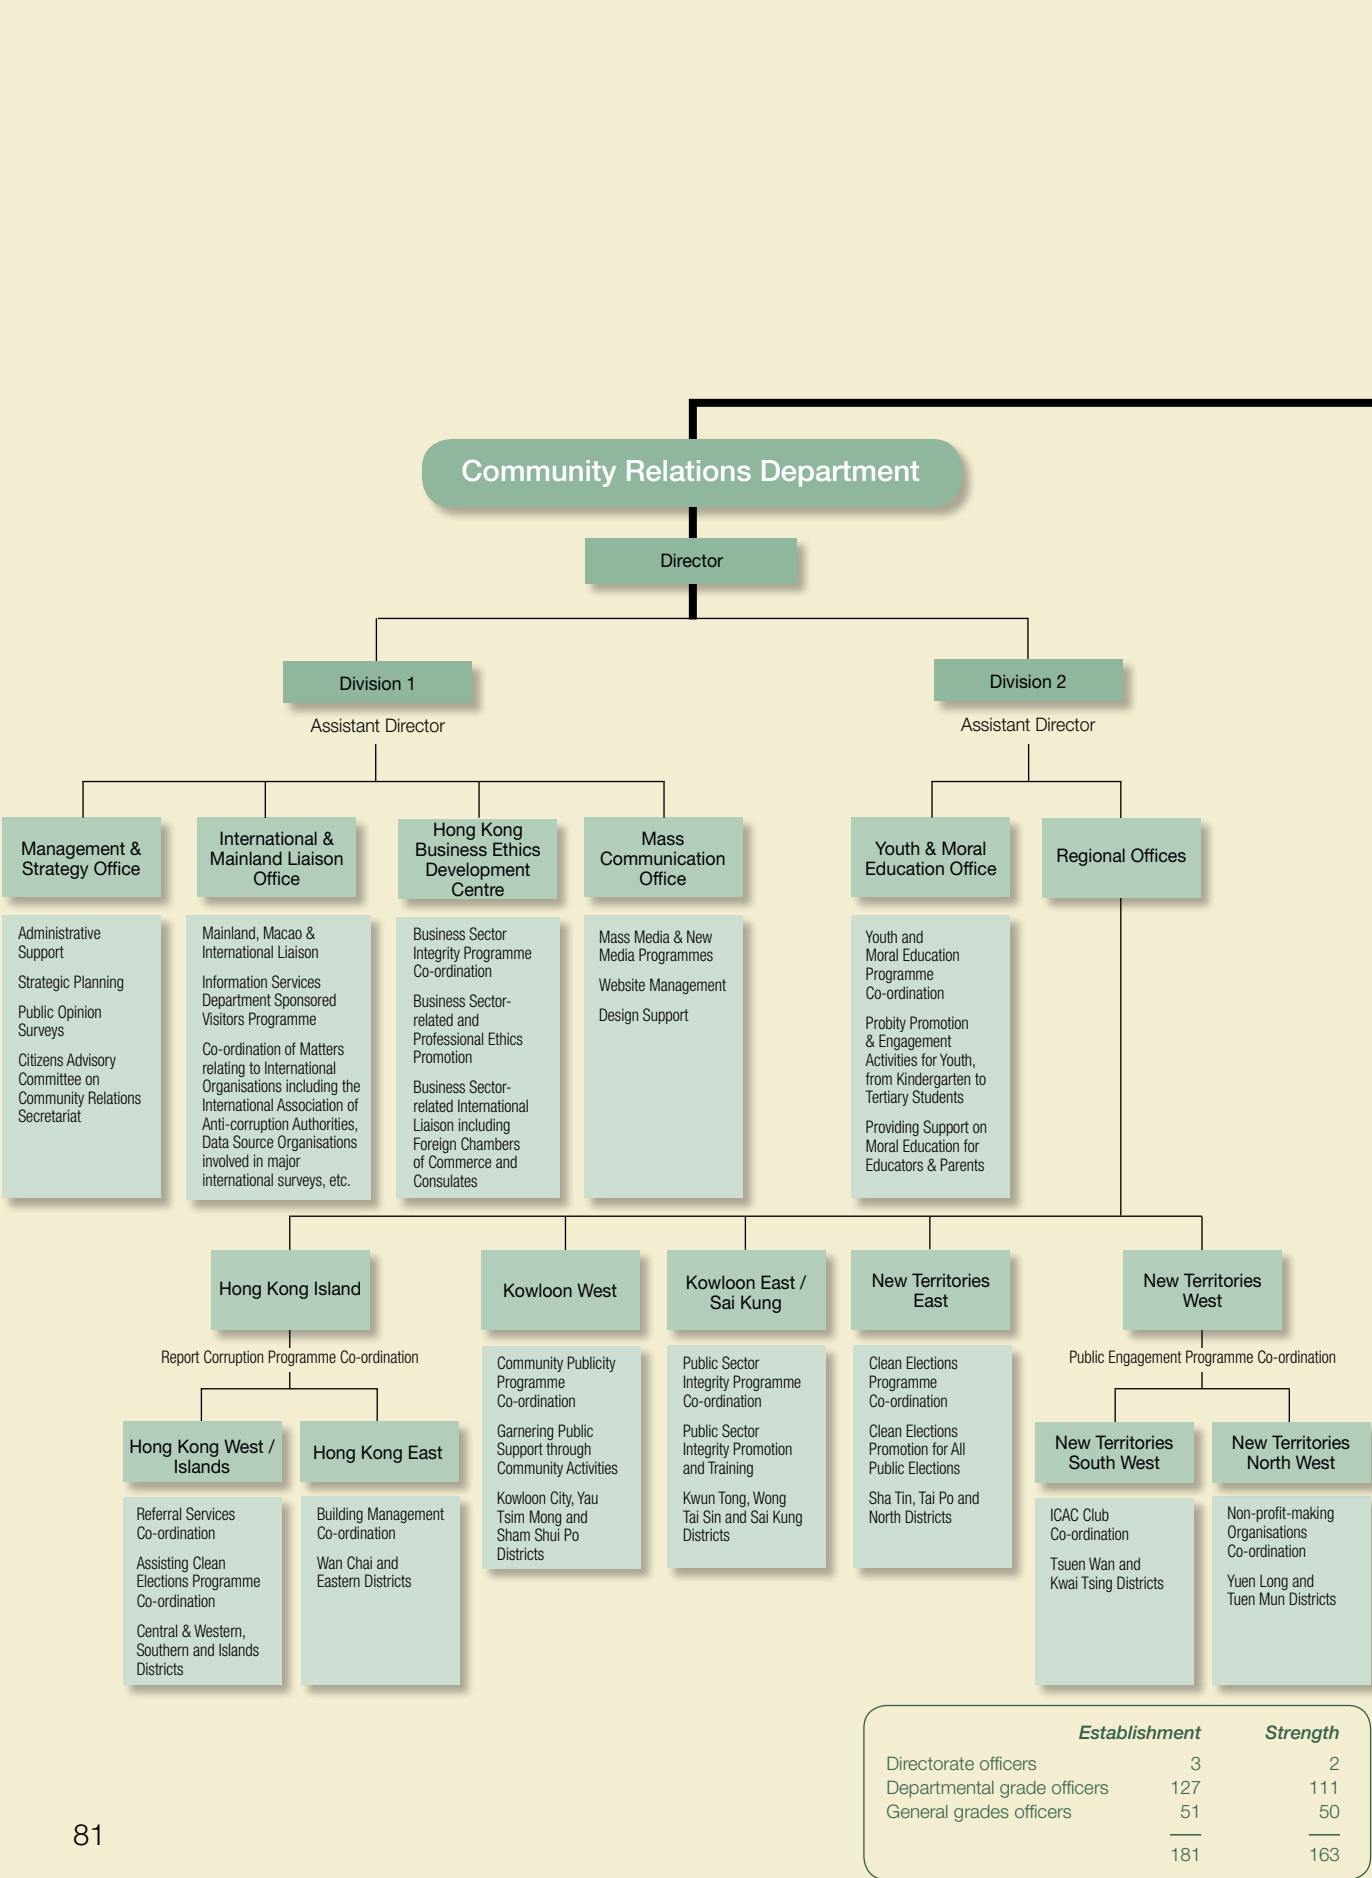 Community Relations Department
Director
Division 1
Assistant Director
Division 2
Assistant Director
Management &
Strategy Office
Administrative
Support
Strategic Planning
Public Opinion
Surveys
Citizens Advisory
Committee on
Community Relations
Secretariat
International &
Mainland Liaison
Office
Mainland, Macao &
International Liaison
Information Services
Department Sponsored
Visitors Programme
Co-ordination of Matters
relating to International
Organisations including the
International Association of
Anti-corruption Authorities,
Data Source Organisations
involved in major
international surveys, etc.
Hong Kong
Business Ethics
Development
Centre
Business Sector
Integrity Programme
Co-ordination
Business Sector-
related and
Professional Ethics
Promotion
Business Sector-
related International
Liaison including
Foreign Chambers
of Commerce and
Consulates
Mass
Communication
Office
Mass Media & New
Media Programmes
Website Management
Design Support
Youth & Moral
Education Office
Youth and
Moral Education
Programme
Co-ordination
Probity Promotion
& Engagement
Activities for Youth,
from Kindergarten to
Tertiary Students
Providing Support on
Moral Education for
Educators & Parents
Regional Offices
Hong Kong Island
Report Corruption Programme Co-ordination
Hong Kong West /
Islands
Referral Services
Co-ordination
Assisting Clean
Elections Programme
Co-ordination
Central & Western,
Southern and Islands
Districts
Hong Kong East
Building Management
Co-ordination
Wan Chai and
Eastern Districts
Kowloon West
Community Publicity
Programme
Co-ordination
Garnering Public
Support through
Community Activities
Kowloon City, Yau
Tsim Mong and
Sham Shui Po
Districts
Kowloon East /
Sai Kung
Public Sector
Integrity Programme
Co-ordination
Public Sector
Integrity Promotion
and Training
Kwun Tong, Wong
Tai Sin and Sai Kung
Districts
New Territories
East
Clean Elections
Programme
Co-ordination
Clean Elections
Promotion for All
Public Elections
Sha Tin, Tai Po and
North Districts
New Territories
West
Public Engagement Programme Co-ordination
New Territories
South West
ICAC Club
Co-ordination
Tsuen Wan and
Kwai Tsing Districts
New Territories
North West
Non-profit-making
Organisations
Co-ordination
Yuen Long and
Tuen Mun Districts
Establishment Strength
Directorate officers 3 2
Departmental grade officers 127 111
General grades officers 51 50
181 163
81